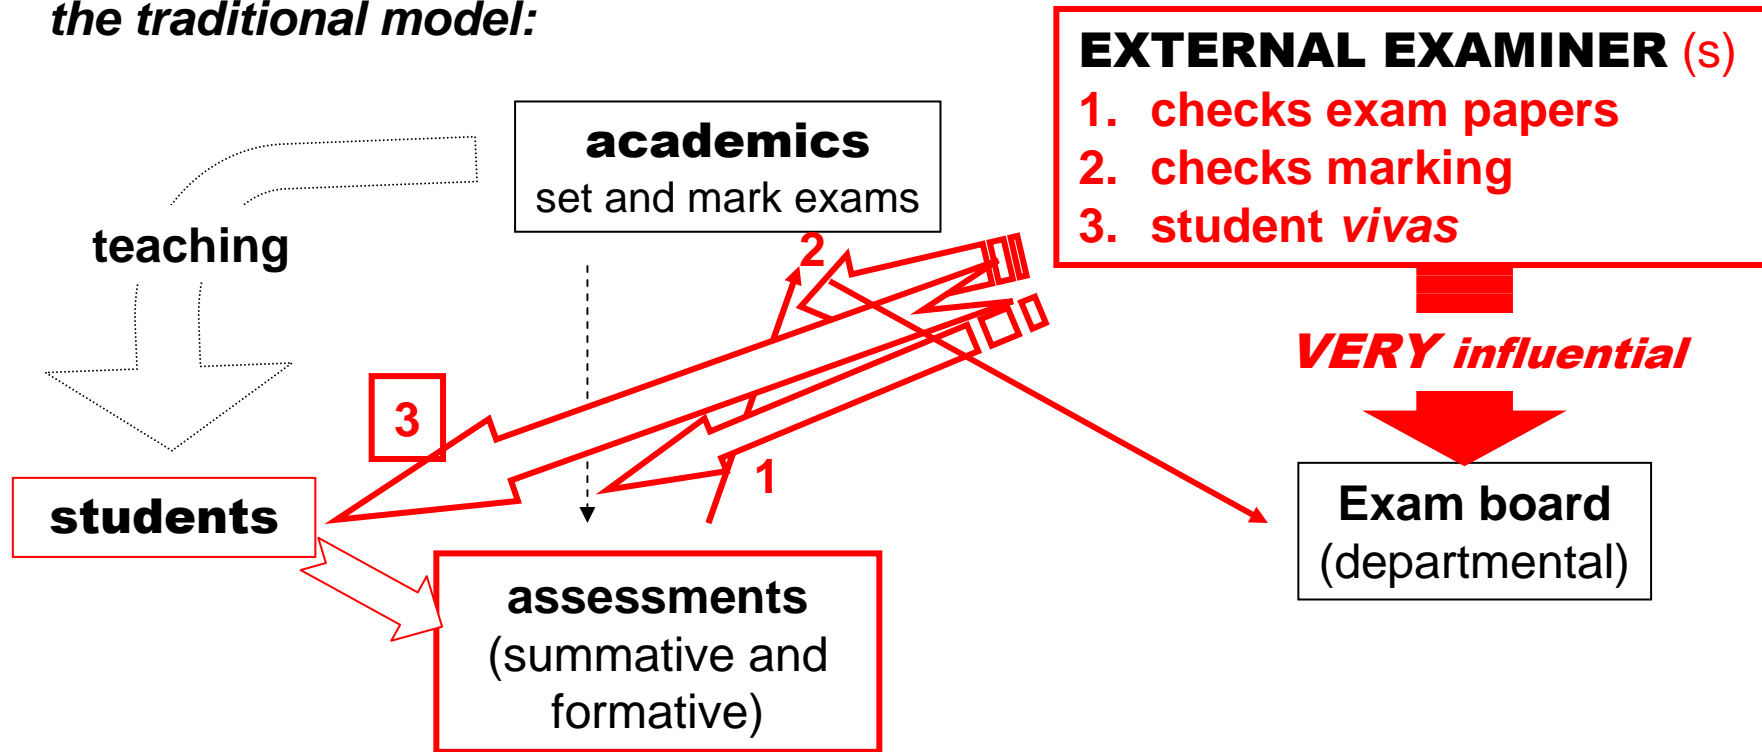 the traditional model:
EXTERNAL EXAMINER (s)
1. checks exam papers
2. checks marking
3. student vivas
academics
set and mark exams
teaching
2
VERY influential
3
1
students
Exam board
(departmental)
assessments
(summative and
formative)